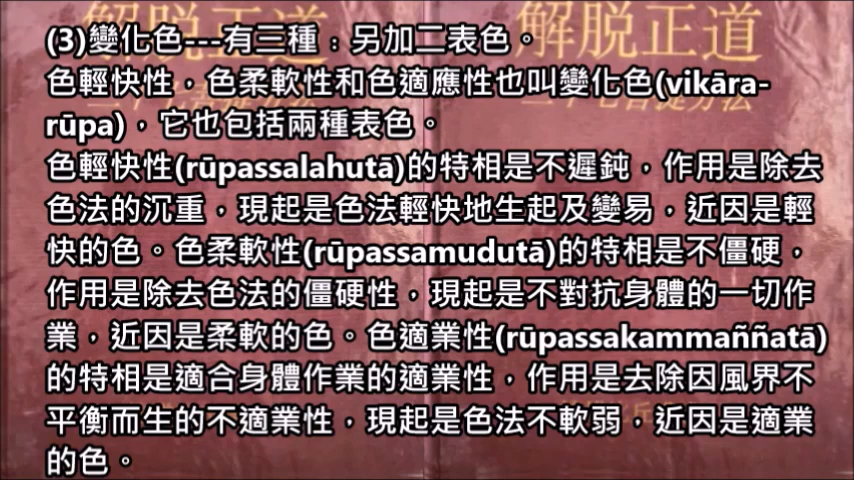 解脫正道
解脫正道
(3)變化色---有三種：另加二表色。
色輕快性，色柔軟性和色適應性也叫變化色(vikāra-
rūpa)，它也包括兩種表色。
色輕快性(rūpassalahutā)的特相是不遲鈍，作用是除去
色法的沉重，現起是色法輕快地生起及變易，近因是輕
快的色。色柔軟性(rūpassamudutā)的特相是不僵硬，
作用是除去色法的僵硬性，現起是不對抗身體的一切作
業，近因是柔軟的色。色適業性(rūpassakammaññatā)
的特相是適合身體作業的適業性，作用是去除因風界不
平衡而生的不適業性，現起是色法不軟弱，近因是適業
的色。